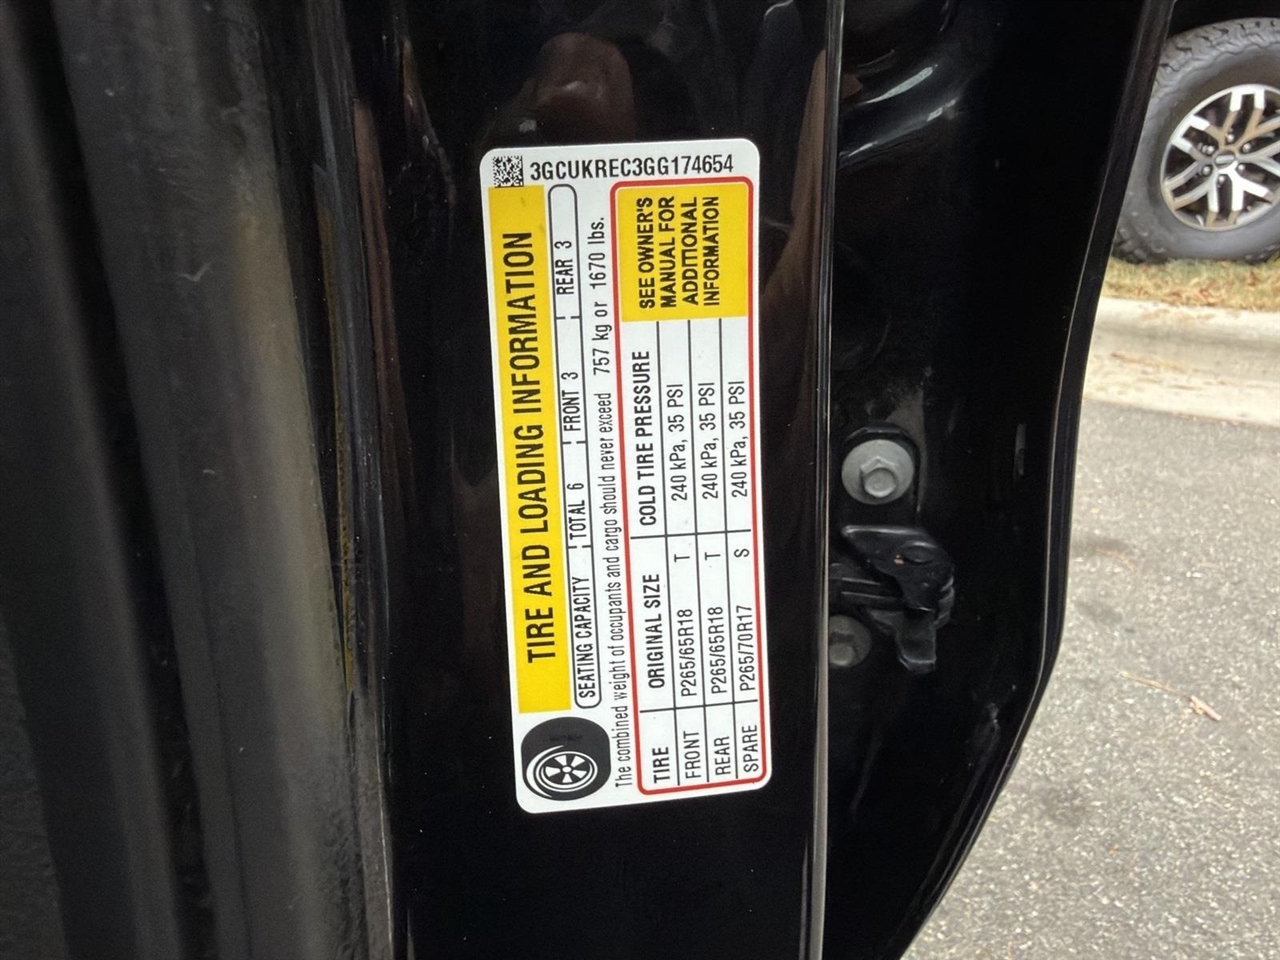 3GCUKREC3GG174654
TIRE AND LOADING INFORMATION
SEATING CAPACITY TOTAL 6 FRONT 3 REAR 3
The combined weight of occupants and cargo should never exceed 757 kg or 1670 lbs.
TIRE ORIGINAL SIZE COLD TIRE PRESSURE
FRONT P265/65R18 T 240 kPa, 35 PSI
REAR P265/65R18 T 240 kPa, 35 PSI
SPARE P265/70R17 S 240 kPa, 35 PSI
SEE OWNER'S
MANUAL FOR
ADDITIONAL
INFORMATION